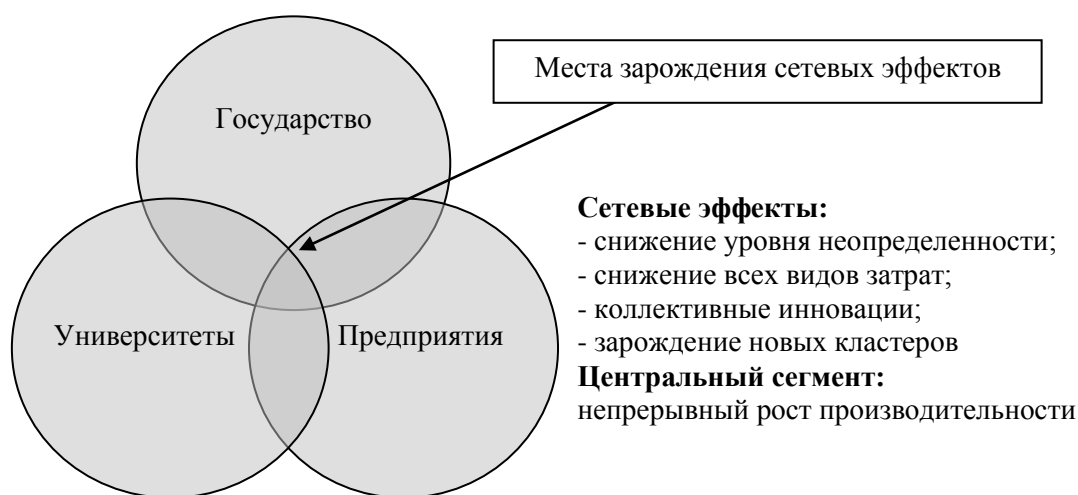 Места зарождения сетевых эффектов
Государство
Университеты
Предприятия
Сетевые эффекты:
- снижение уровня неопределенности;
- снижение всех видов затрат;
- коллективные инновации;
- зарождение новых кластеров
Центральный сегмент:
непрерывный рост производительности